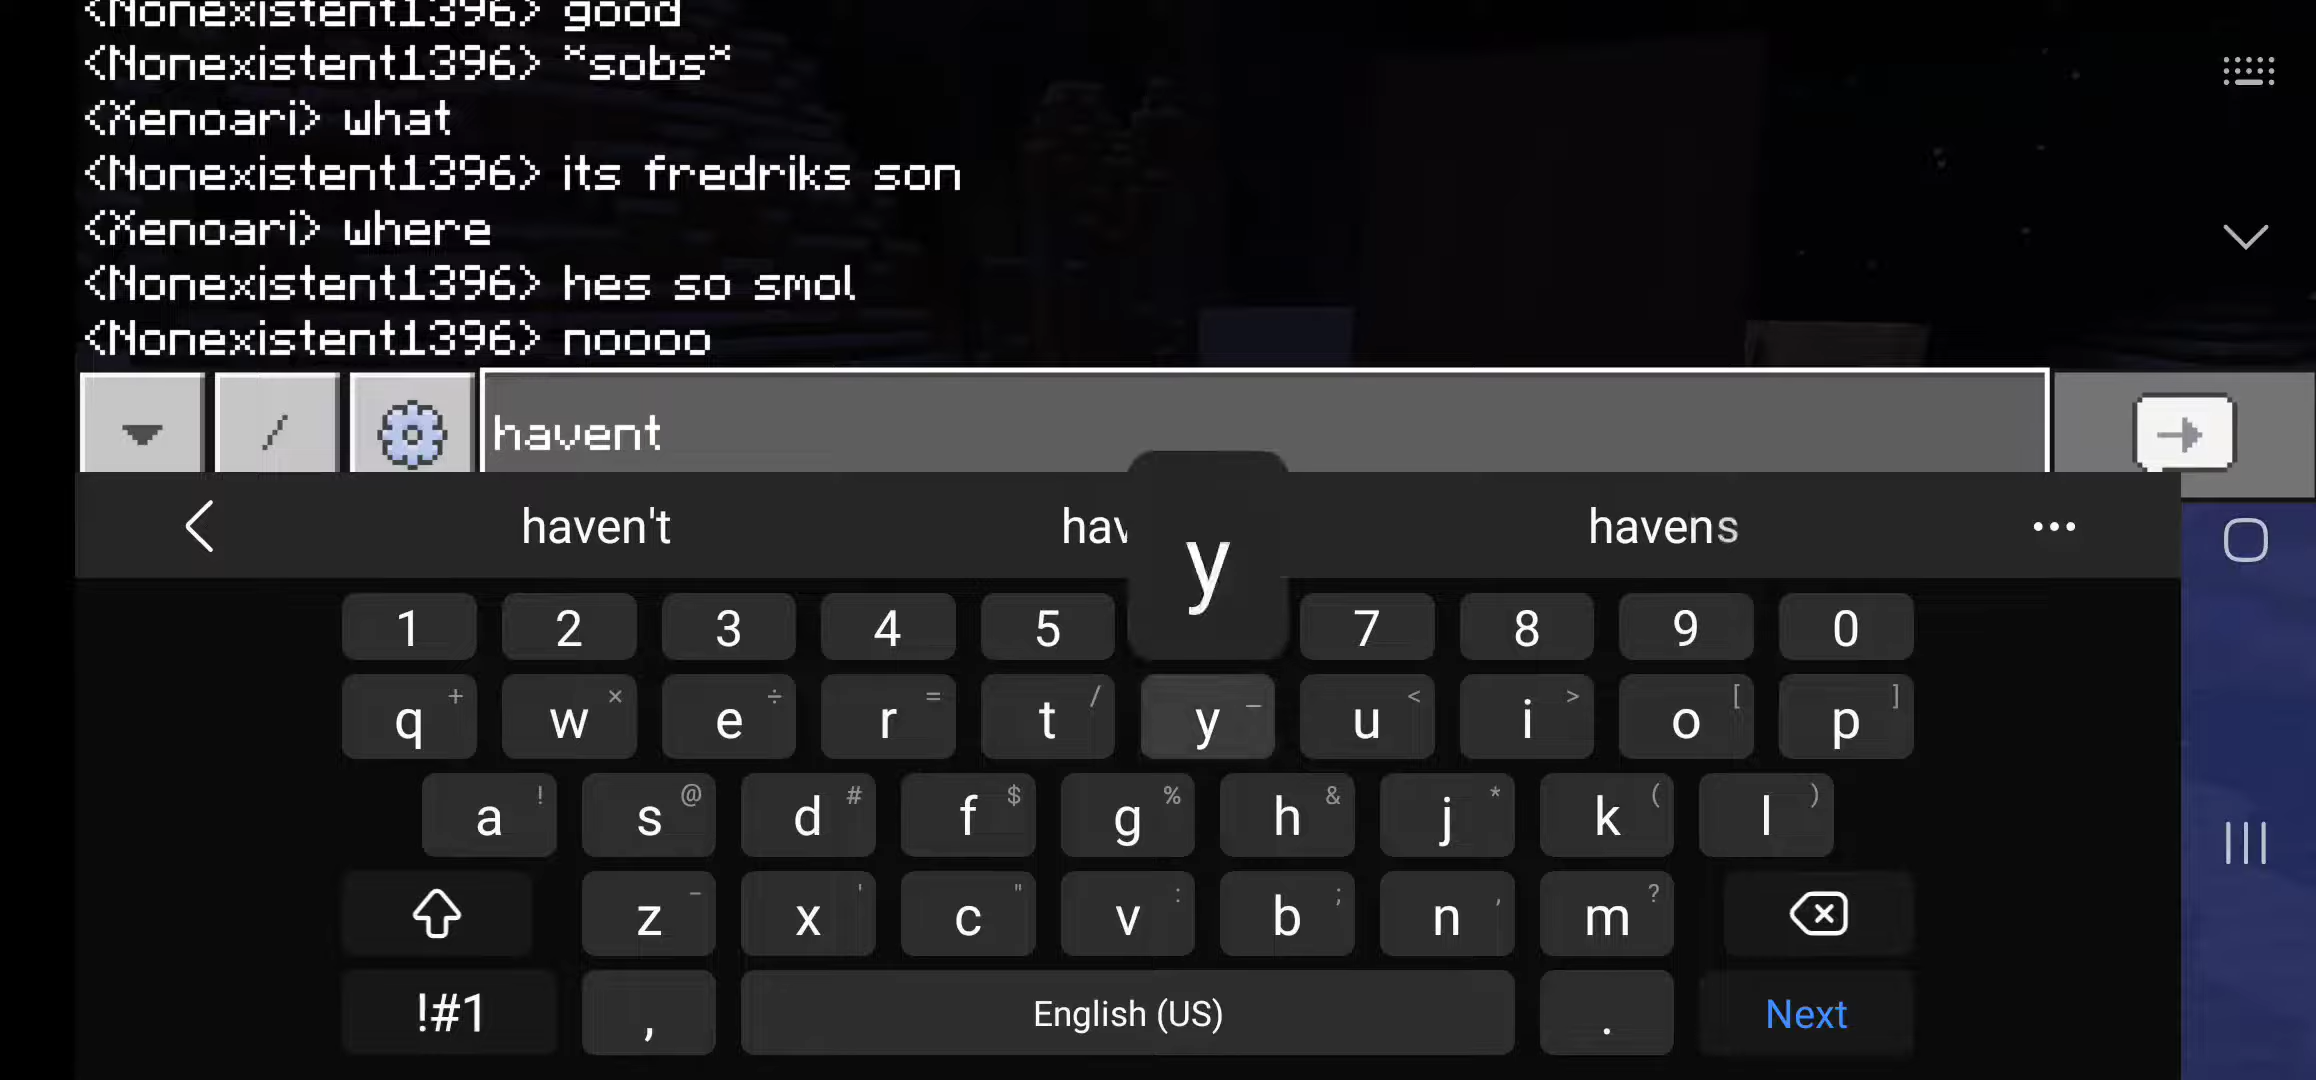 <Nonexistent1396> good
<Nonexistent1396> *sobs*
<Xenoari> what
<Nonexistent1396> its fredriks son
<Xenoari> where
<Nonexistent1396> hes so smol
<Nonexistent1396> noooo
/ havent
haven't havens
y
1 2 3 4 5 7 8 9 0
+ × ÷ = / _ < > [ ]
q w e r t y u i o p
! @ # $ % & * ( )
a s d f g h j k l
- ' " : ; , ?
z x c v b n m
!#1 , English (US) . Next